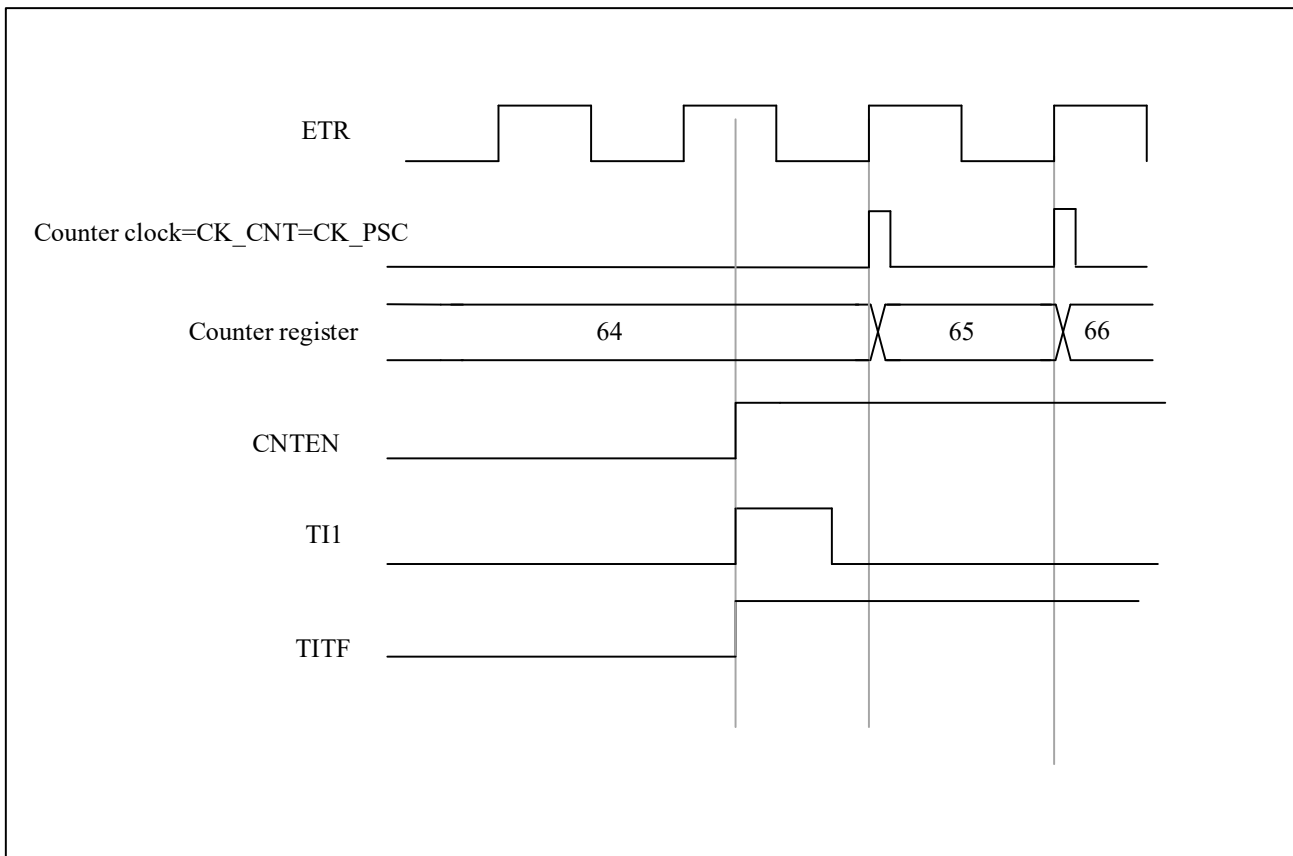 ETR
Counter clock=CK_CNT=CK_PSC
Counter register
64
65
66
CNTEN
TI1
TITF